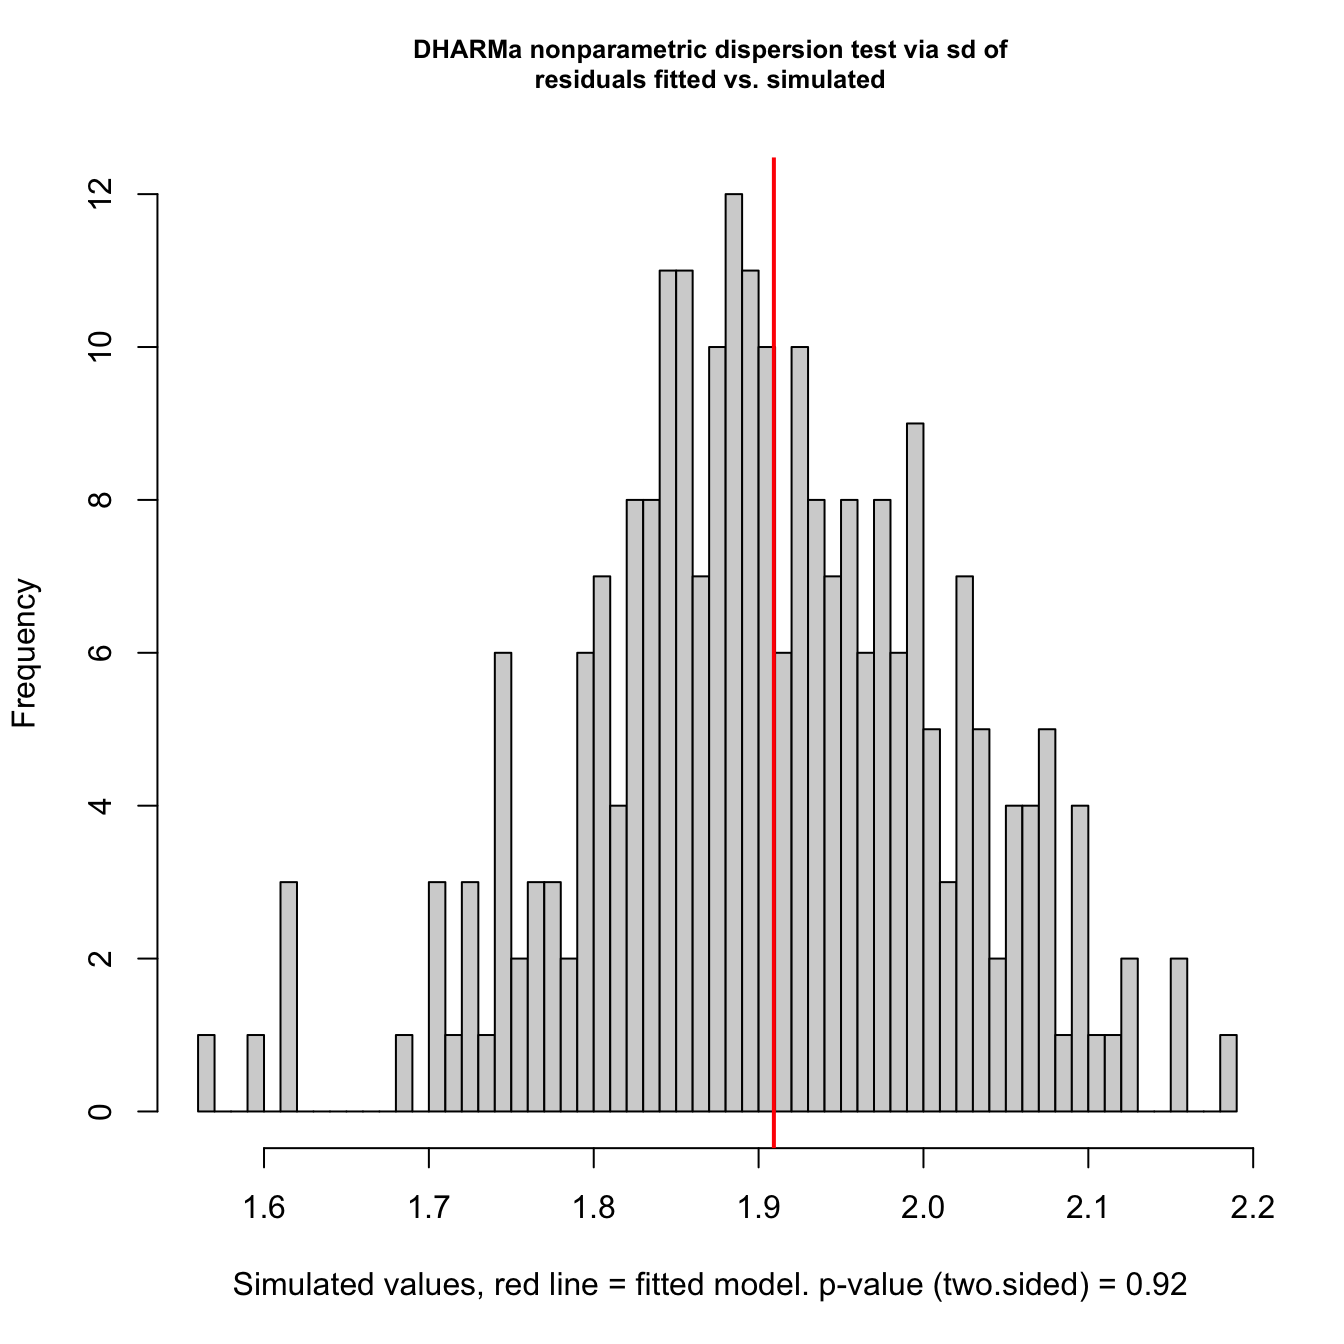 DHARMa nonparametric dispersion test via sd of
residuals fitted vs. simulated
Frequency
12
10
8
6
4
2
0
1.6 1.7 1.8 1.9 2.0 2.1 2.2
Simulated values, red line = fitted model. p-value (two.sided) = 0.92